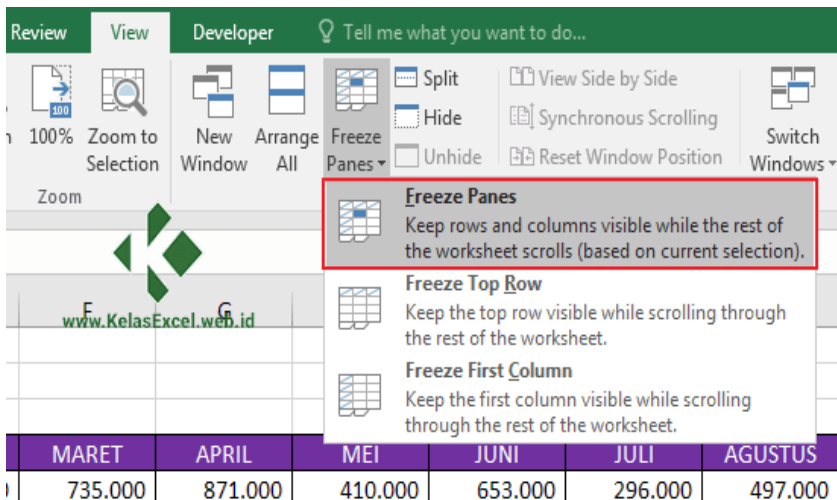 Review View Developer Tell me what you want to do...
100% Zoom to Selection
New Window
Arrange All
Freeze Panes
Split
Hide
Unhide
View Side by Side
Synchronous Scrolling
Reset Window Position
Switch Windows
Zoom
Freeze Panes
Keep rows and columns visible while the rest of
the worksheet scrolls (based on current selection).
Freeze Top Row
Keep the top row visible while scrolling through
the rest of the worksheet.
Freeze First Column
Keep the first column visible while scrolling
through the rest of the worksheet.
F G
www.KelasExcel.web.id
MARET APRIL MEI JUNI JULI AGUSTUS
735.000 871.000 410.000 653.000 296.000 497.000